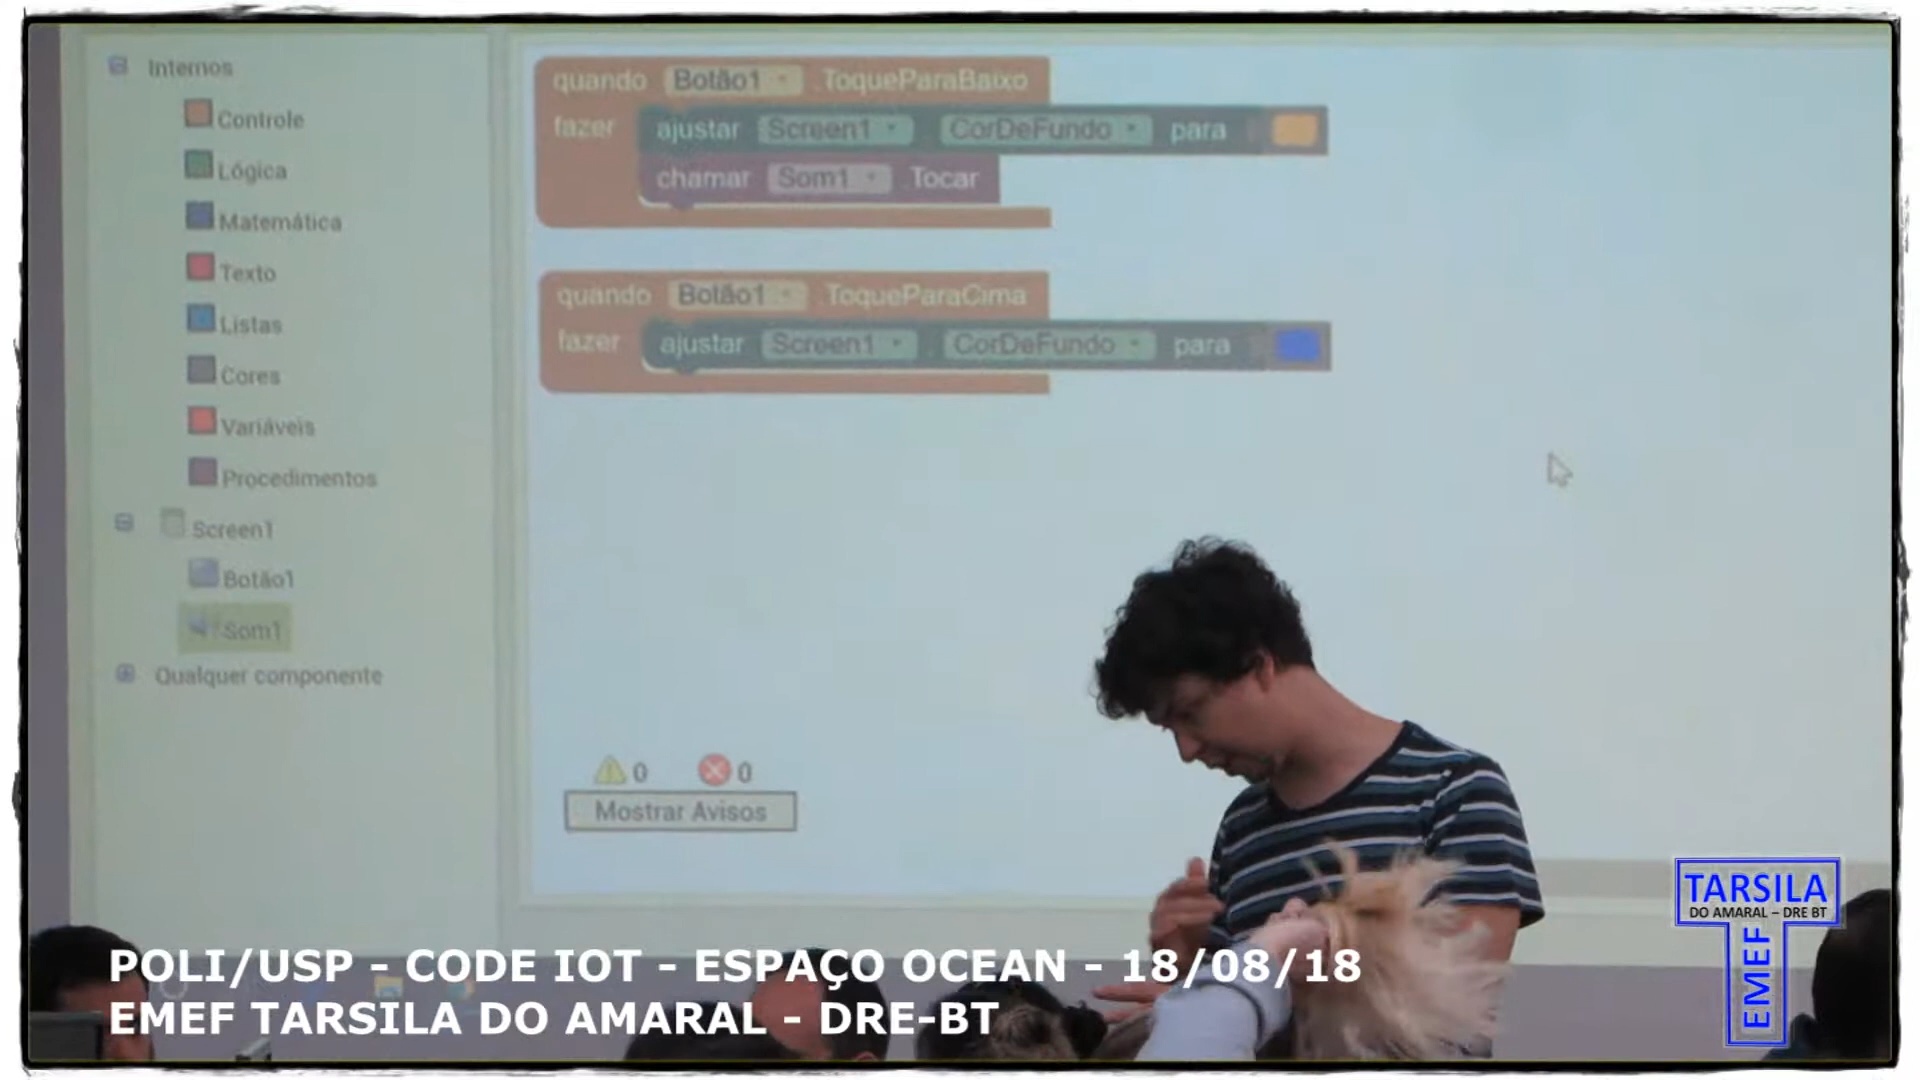 Internos
Controle
Lógica
Matemática
Texto
Listas
Cores
Variáveis
Procedimentos
Screen1
Botão1
Som1
Qualquer componente
quando Botão1 .ToqueParaBaixo
fazer ajustar Screen1 . CorDeFundo para
chamar Som1 .Tocar
quando Botão1 .ToqueParaCima
fazer ajustar Screen1 . CorDeFundo para
0 0
Mostrar Avisos
TARSILA
DO AMARAL – DRE BT
EMEF
POLI/USP - CODE IOT - ESPAÇO OCEAN - 18/08/18
EMEF TARSILA DO AMARAL - DRE-BT